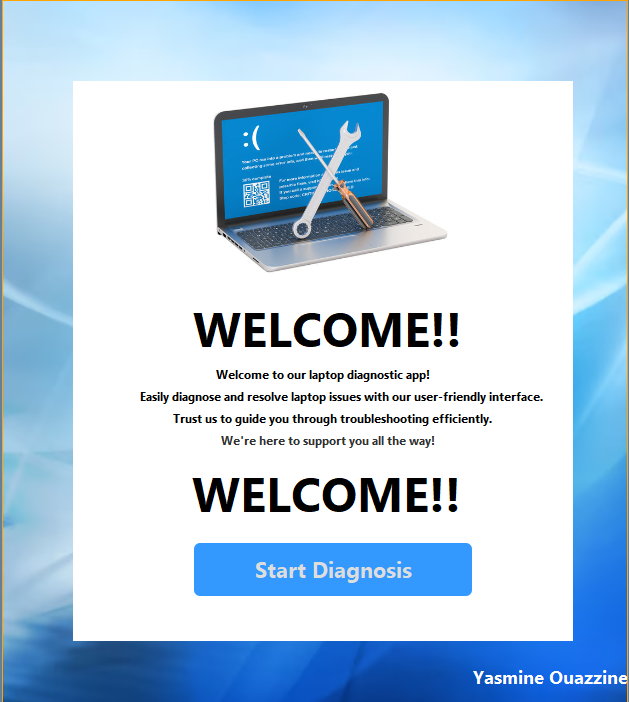 :(
30% complete
WELCOME!!
Welcome to our laptop diagnostic app!
Easily diagnose and resolve laptop issues with our user-friendly interface.
Trust us to guide you through troubleshooting efficiently.
We're here to support you all the way!
WELCOME!!
Start Diagnosis
Yasmine Ouazzine